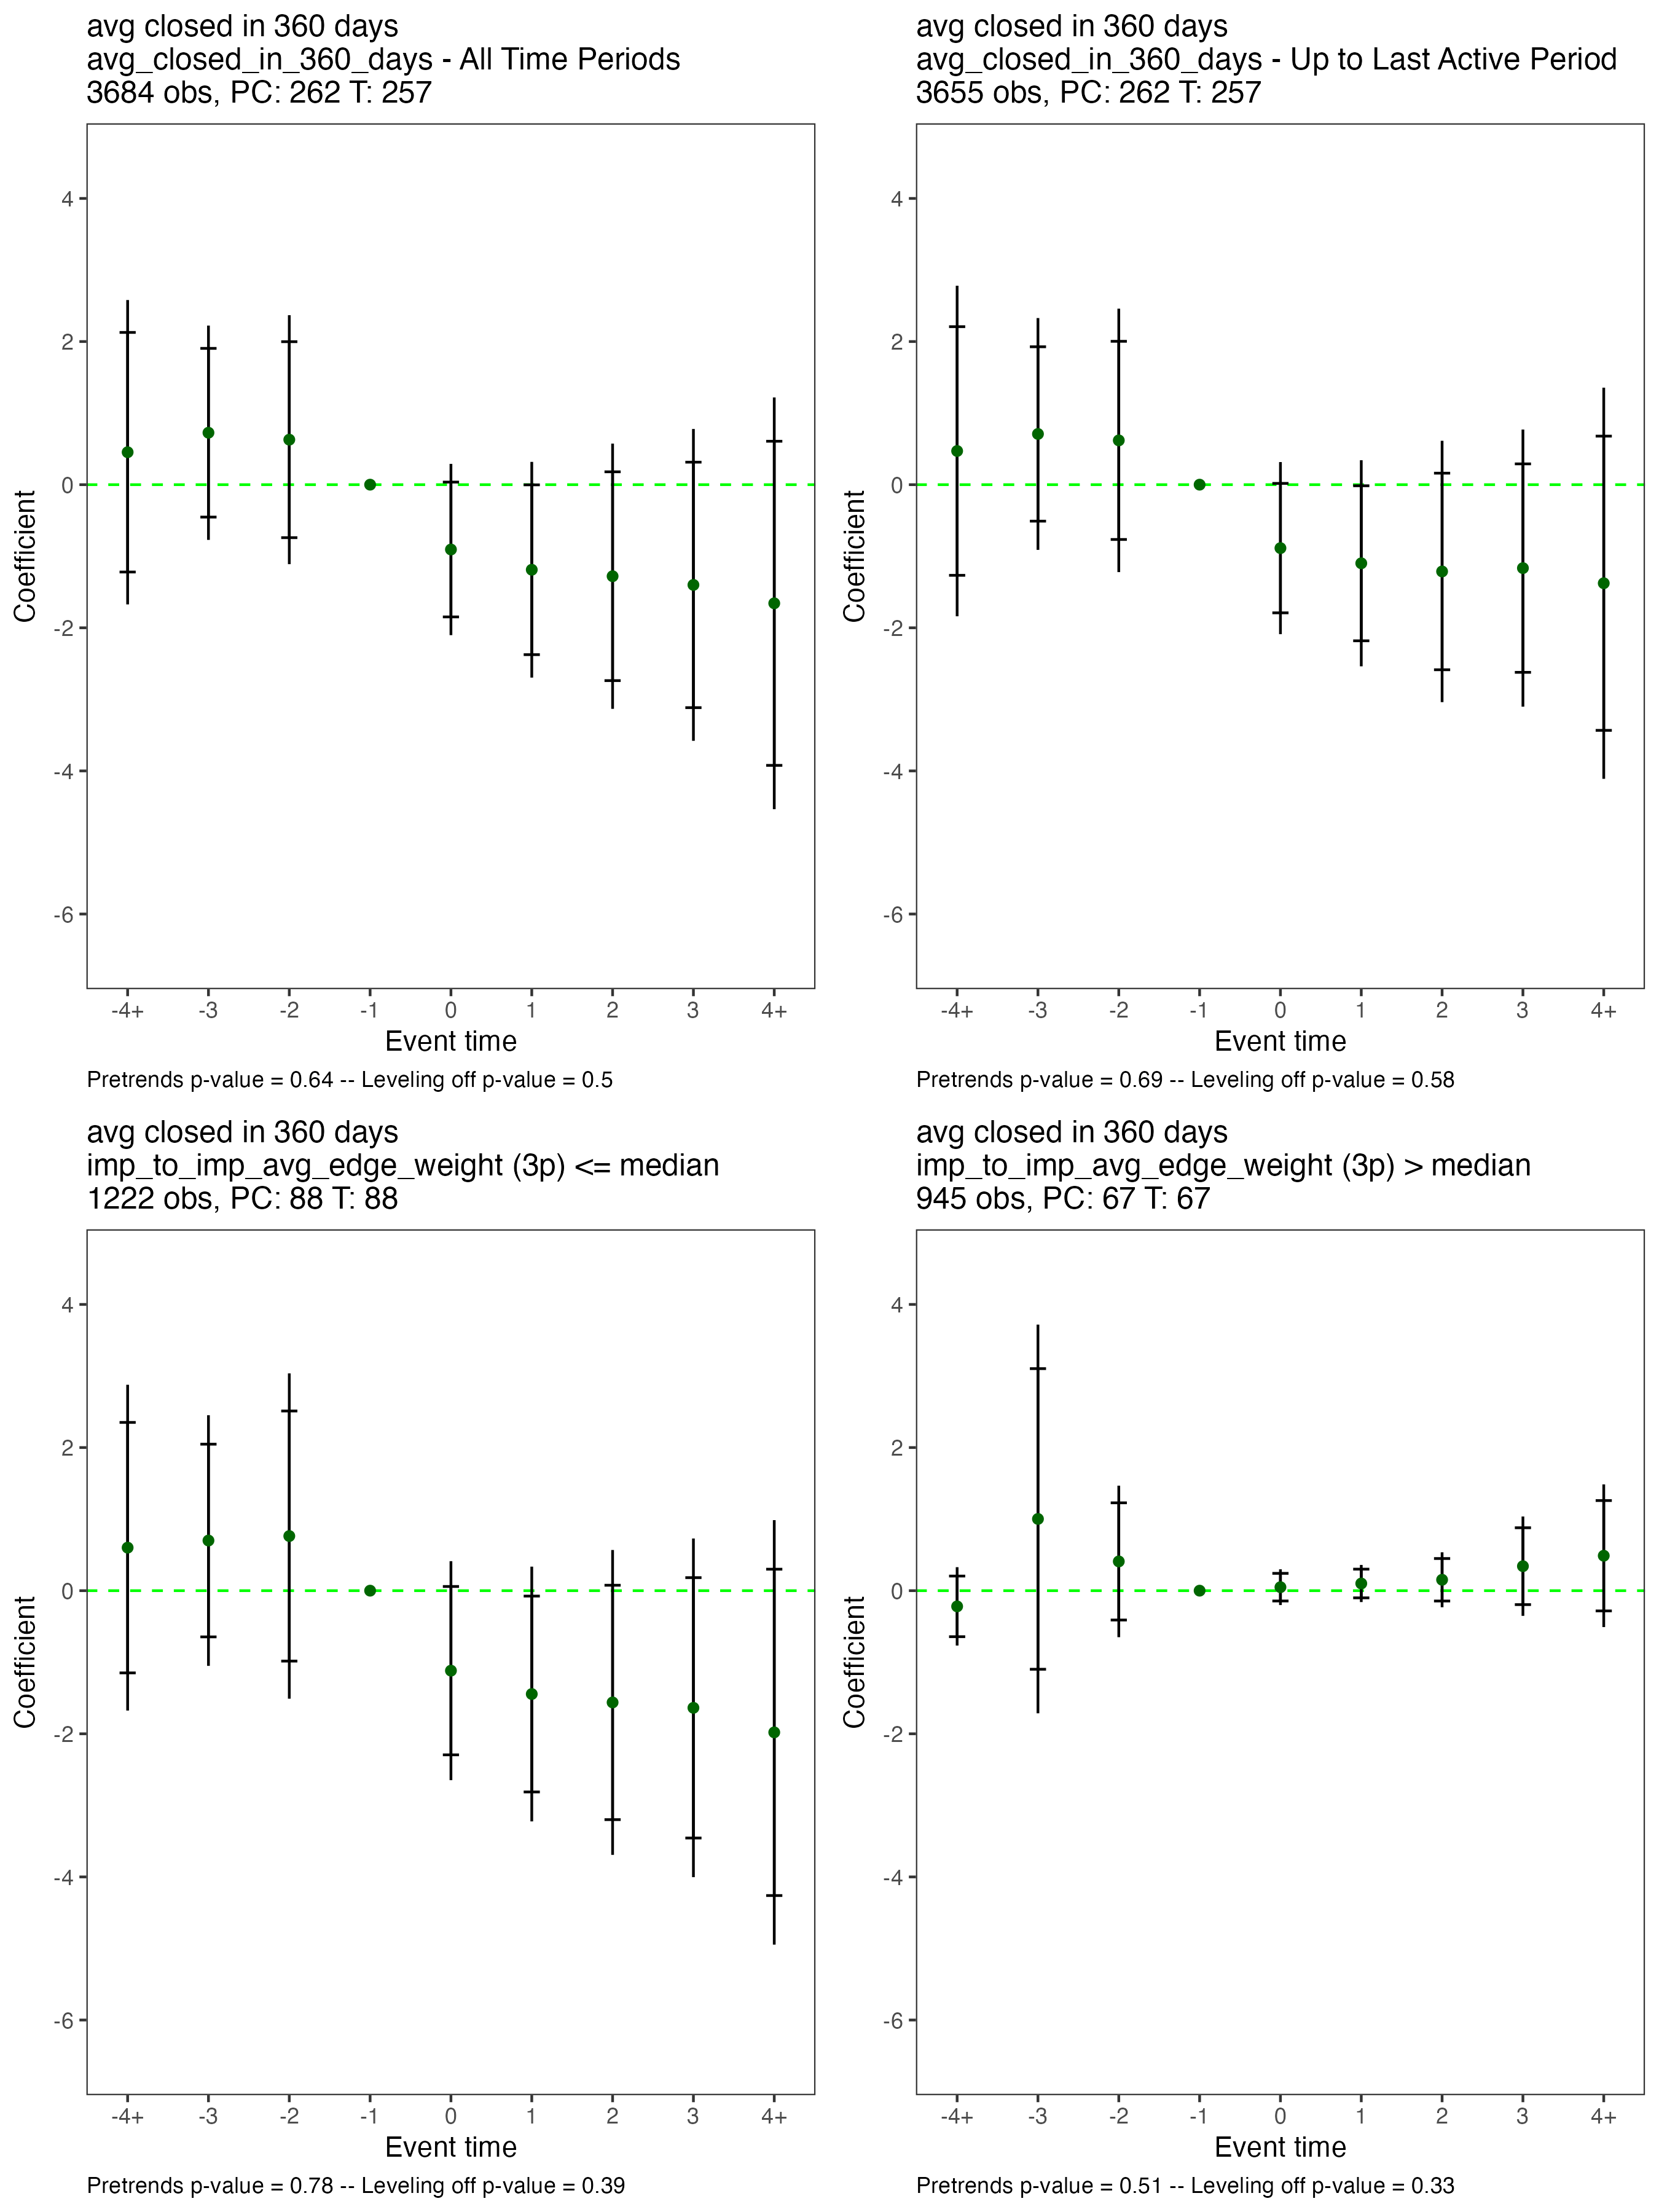 avg closed in 360 days
avg_closed_in_360_days - All Time Periods
3684 obs, PC: 262 T: 257
4
2
0
-2
-4
-6
Coefficient
-4+ -3 -2 -1 0 1 2 3 4+
Event time
Pretrends p-value = 0.64 -- Leveling off p-value = 0.5
avg closed in 360 days
avg_closed_in_360_days - Up to Last Active Period
3655 obs, PC: 262 T: 257
4
2
0
-2
-4
-6
Coefficient
-4+ -3 -2 -1 0 1 2 3 4+
Event time
Pretrends p-value = 0.69 -- Leveling off p-value = 0.58
avg closed in 360 days
imp_to_imp_avg_edge_weight (3p) <= median
1222 obs, PC: 88 T: 88
4
2
0
-2
-4
-6
Coefficient
-4+ -3 -2 -1 0 1 2 3 4+
Event time
Pretrends p-value = 0.78 -- Leveling off p-value = 0.39
avg closed in 360 days
imp_to_imp_avg_edge_weight (3p) > median
945 obs, PC: 67 T: 67
4
2
0
-2
-4
-6
Coefficient
-4+ -3 -2 -1 0 1 2 3 4+
Event time
Pretrends p-value = 0.51 -- Leveling off p-value = 0.33